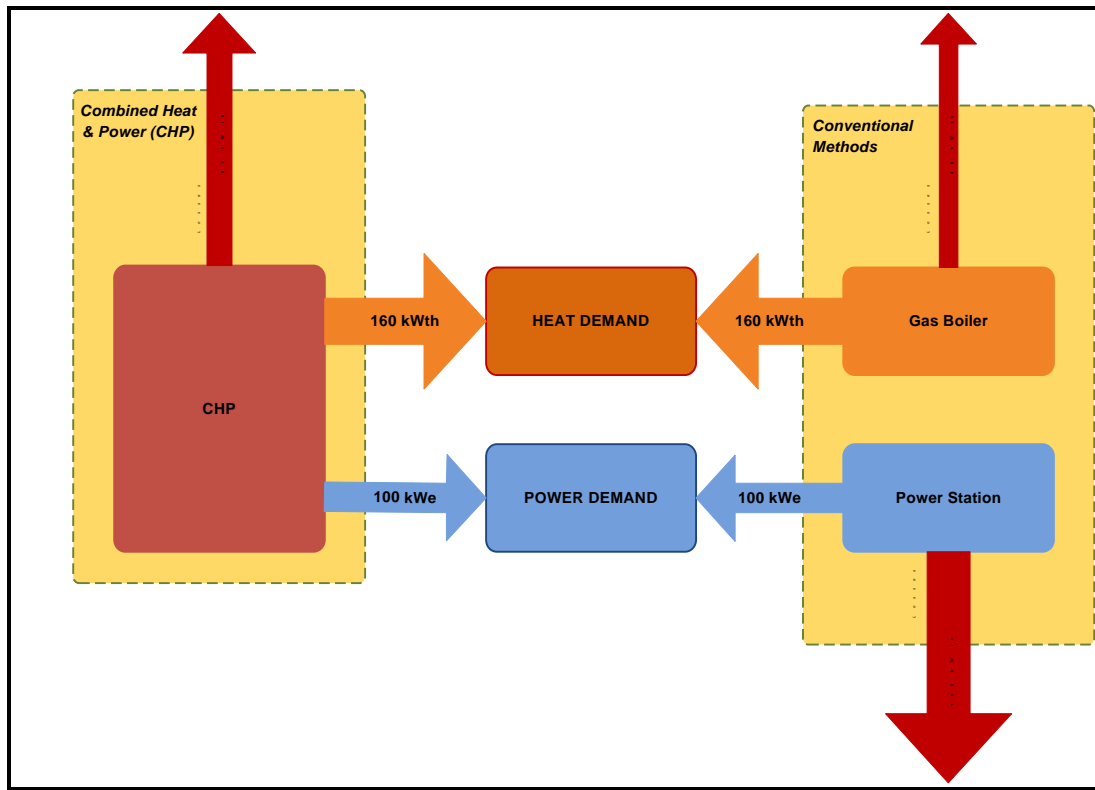 Combined Heat
& Power (CHP)
Conventional
Methods
160 kWth
HEAT DEMAND
160 kWth
Gas Boiler
CHP
100 kWe
POWER DEMAND
100 kWe
Power Station